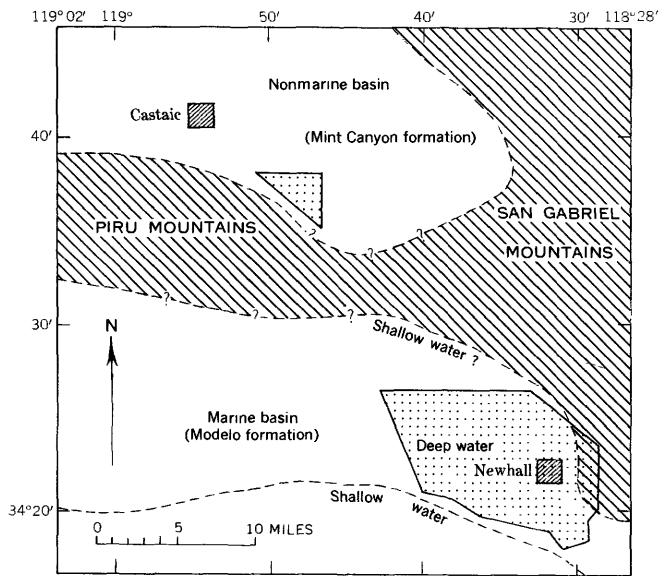 119°02' 119° 50' 40' 30' 118°28'
Nonmarine basin
Castaic
40'
(Mint Canyon formation)
PIRU MOUNTAINS
SAN GABRIEL
MOUNTAINS
? ? ?
? ? ?
30'
N
Shallow water ?
Marine basin
(Modelo formation)
Deep water
Newhall
34°20'
Shallow
water
0 5 10 MILES